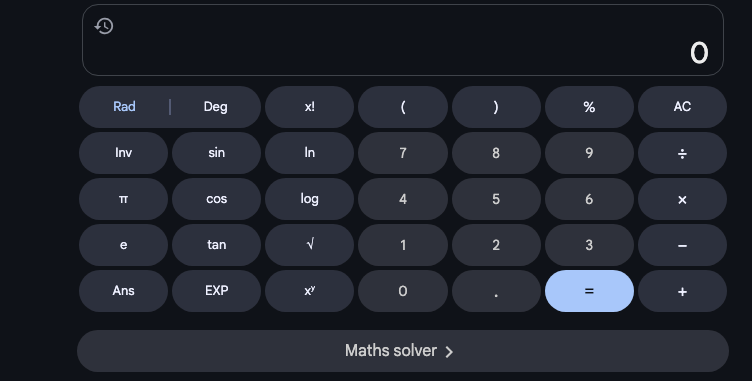 0
Rad | Deg x! ( ) % AC
Inv sin ln 7 8 9 ÷
π cos log 4 5 6 ×
e tan √ 1 2 3 −
Ans EXP xʸ 0 . = +
Maths solver >